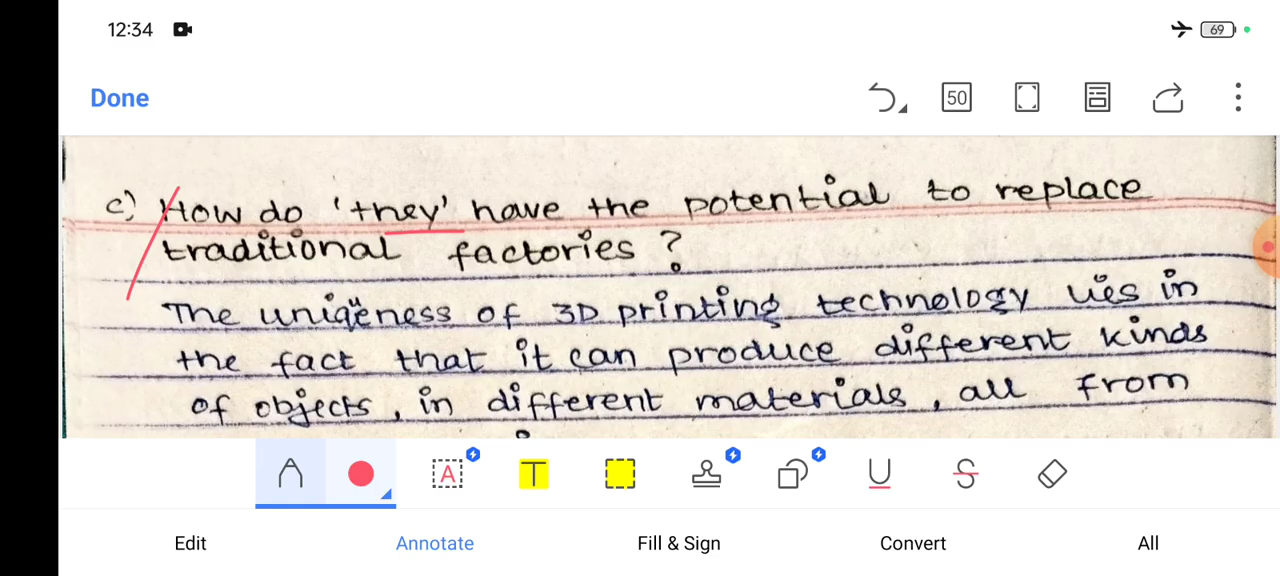 12:34
69
Done
50
c) How do 'they' have the potential to replace
traditional factories ?
The uniqueness of 3D printing technology lies in
the fact that it can produce different kinds
of objects, in different materials, all from
A
T
U
S
Edit
Annotate
Fill & Sign
Convert
All